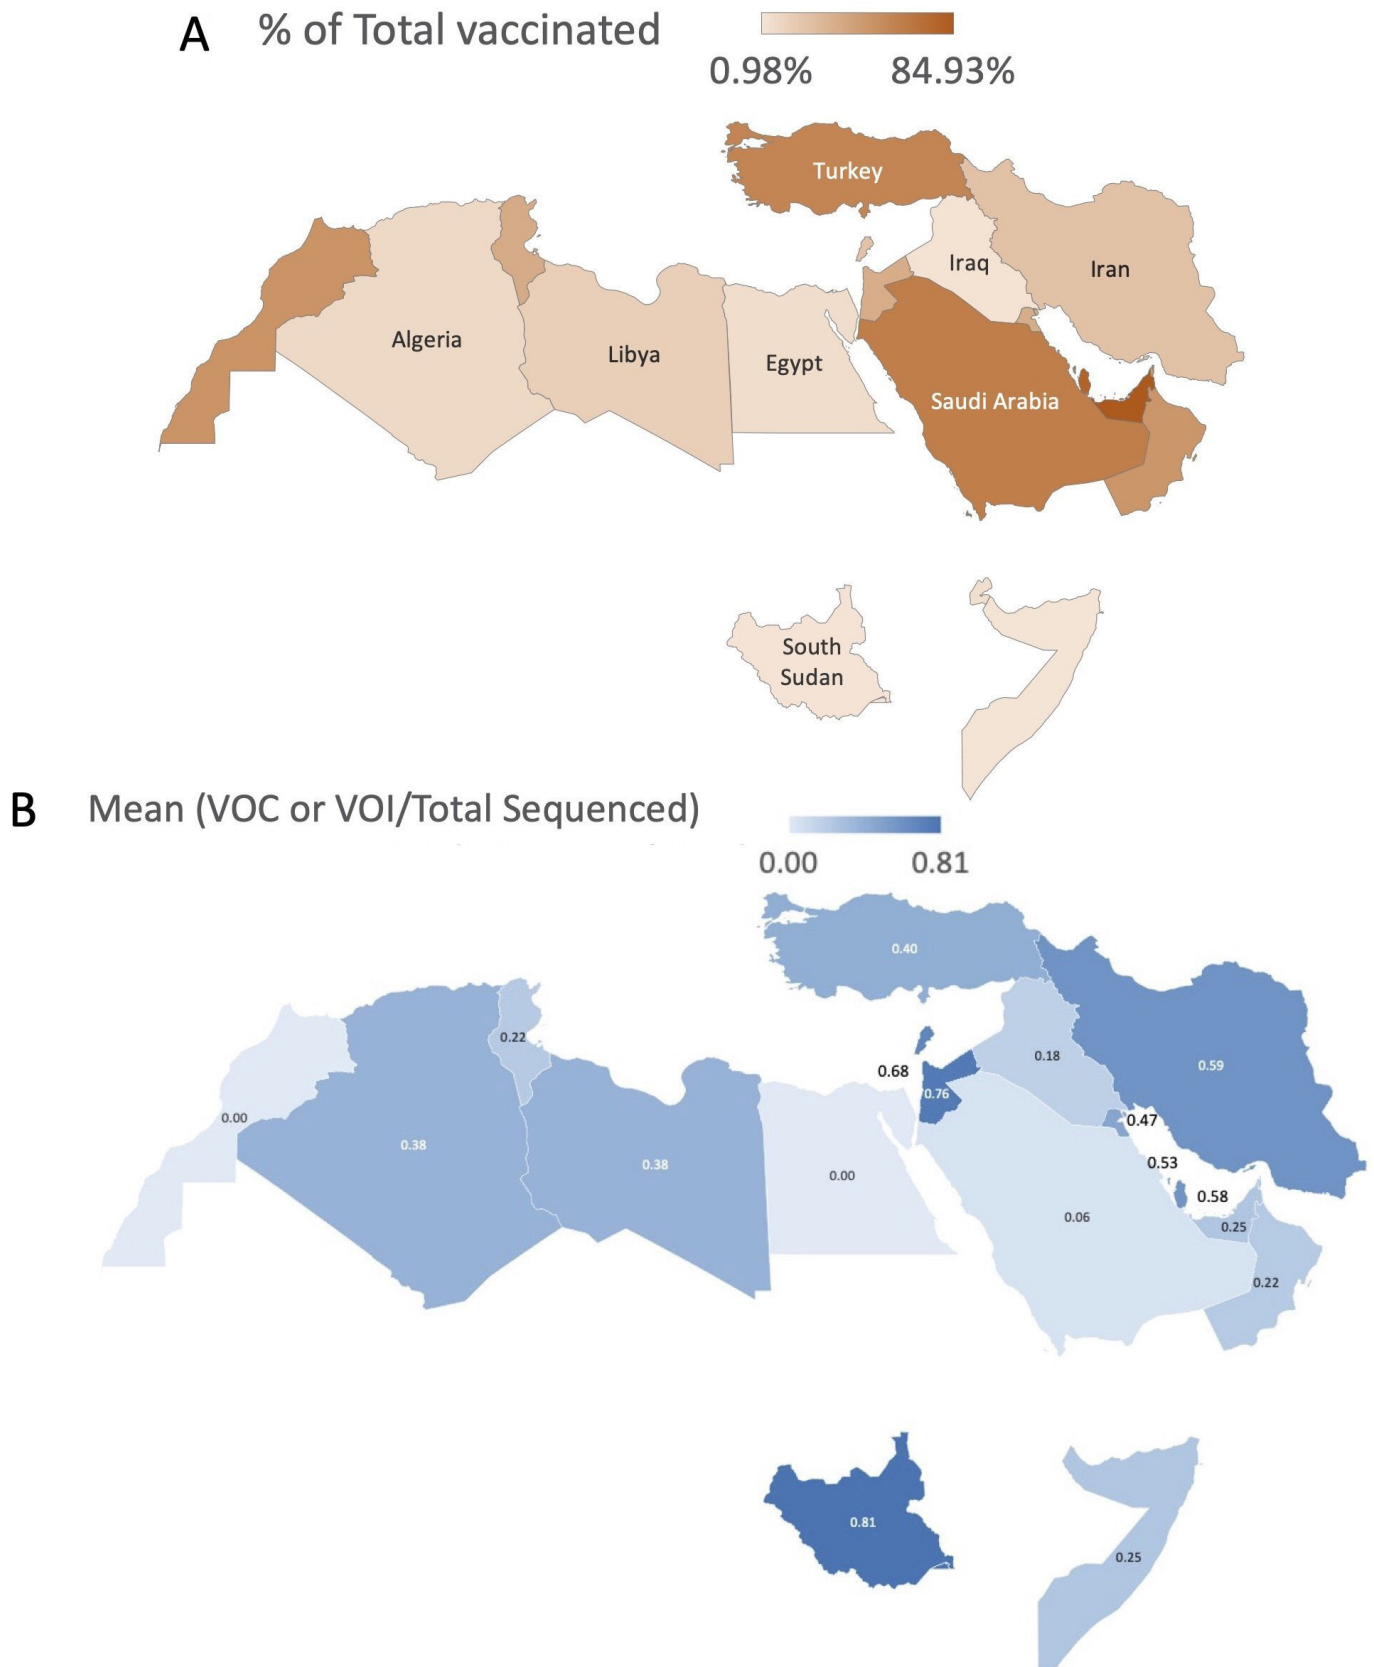 A % of Total vaccinated
0.98% 84.93%
Turkey
Iraq
Iran
Algeria
Libya
Egypt
Saudi Arabia
South
Sudan
B Mean (VOC or VOI/Total Sequenced)
0.00 0.81
0.40
0.22
0.68
0.18
0.59
0.76
0.00
0.47
0.38
0.38
0.53
0.00
0.58
0.06
0.25
0.22
0.81
0.25